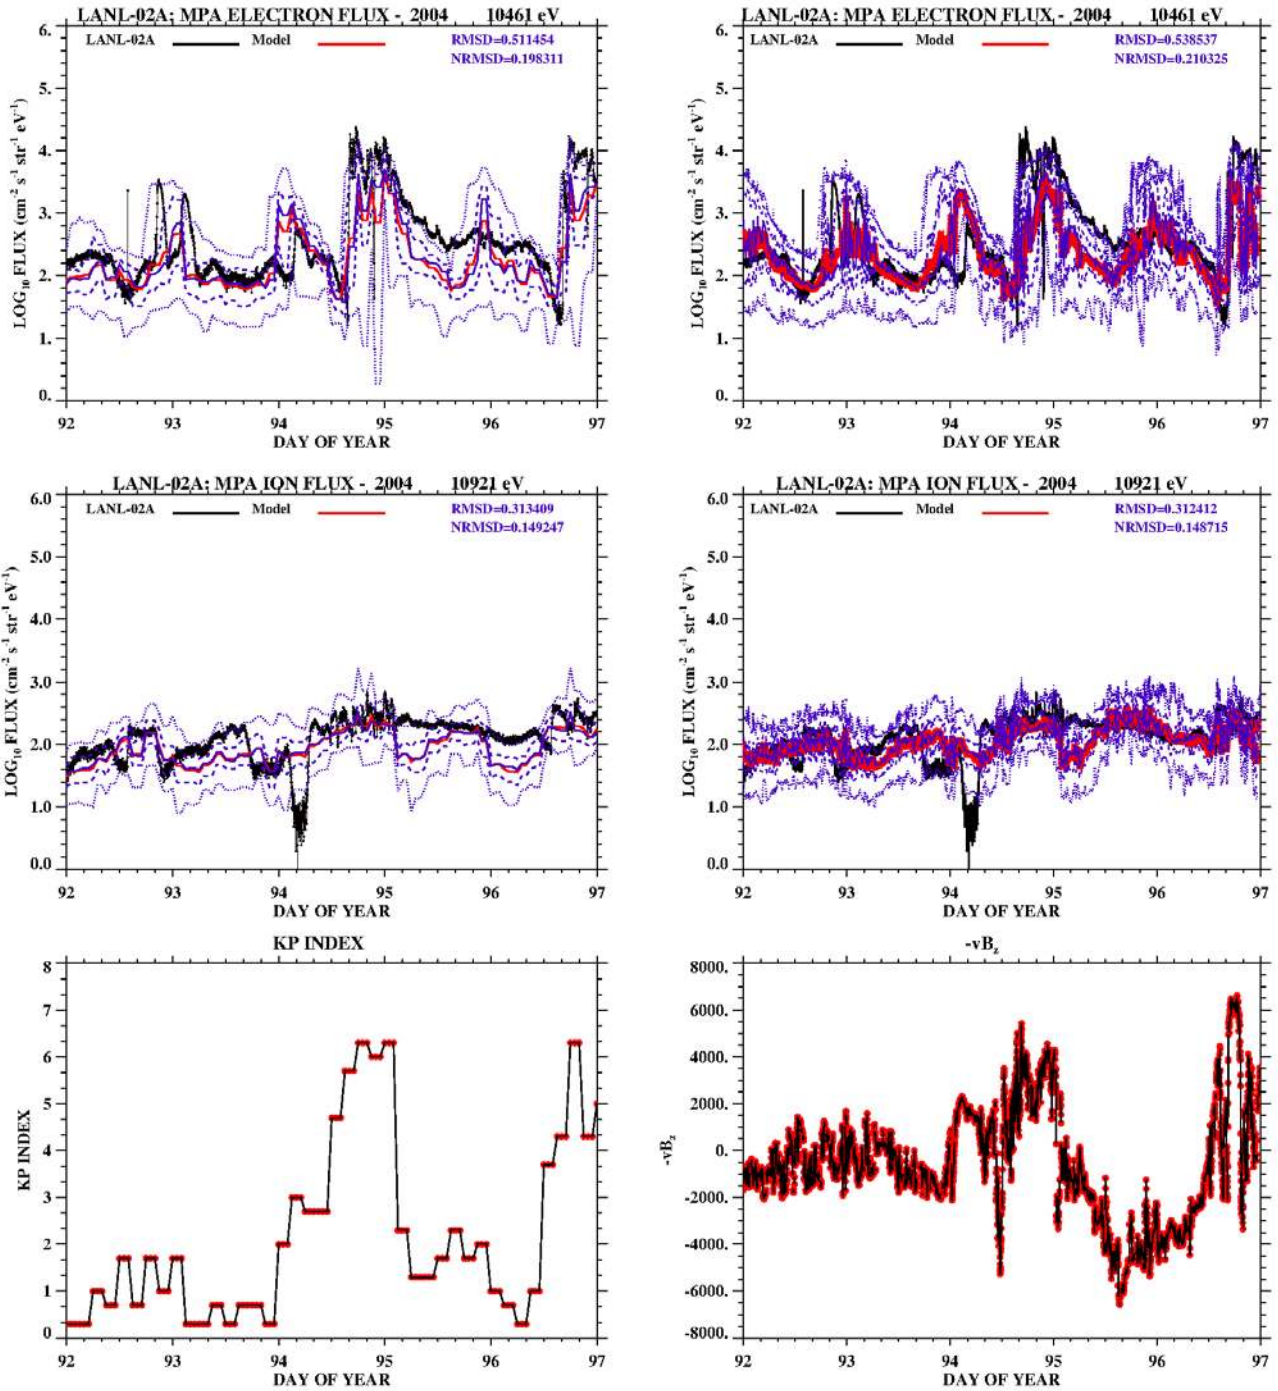 LANL-02A: MPA ELECTRON FLUX - 2004 10461 eV
LANL-02A Model RMSD=0.511454
NRMSD=0.198311
LOG10 FLUX (cm-2 s-1 str-1 eV-1)
6.
5.
4.
3.
2.
1.
0.
92 93 94 95 96 97
DAY OF YEAR
LANL-02A: MPA ELECTRON FLUX - 2004 10461 eV
LANL-02A Model RMSD=0.538537
NRMSD=0.210325
LOG10 FLUX (cm-2 s-1 str-1 eV-1)
6.
5.
4.
3.
2.
1.
0.
92 93 94 95 96 97
DAY OF YEAR
LANL-02A: MPA ION FLUX - 2004 10921 eV
LANL-02A Model RMSD=0.313409
NRMSD=0.149247
LOG10 FLUX (cm-2 s-1 str-1 eV-1)
6.0
5.0
4.0
3.0
2.0
1.0
0.0
92 93 94 95 96 97
DAY OF YEAR
LANL-02A: MPA ION FLUX - 2004 10921 eV
LANL-02A Model RMSD=0.312412
NRMSD=0.148715
LOG10 FLUX (cm-2 s-1 str-1 eV-1)
6.0
5.0
4.0
3.0
2.0
1.0
0.0
92 93 94 95 96 97
DAY OF YEAR
KP INDEX
KP INDEX
8
7
6
5
4
3
2
1
0
92 93 94 95 96 97
DAY OF YEAR
-vBz
-vBz
8000.
6000.
4000.
2000.
0.
-2000.
-4000.
-6000.
-8000.
92 93 94 95 96 97
DAY OF YEAR